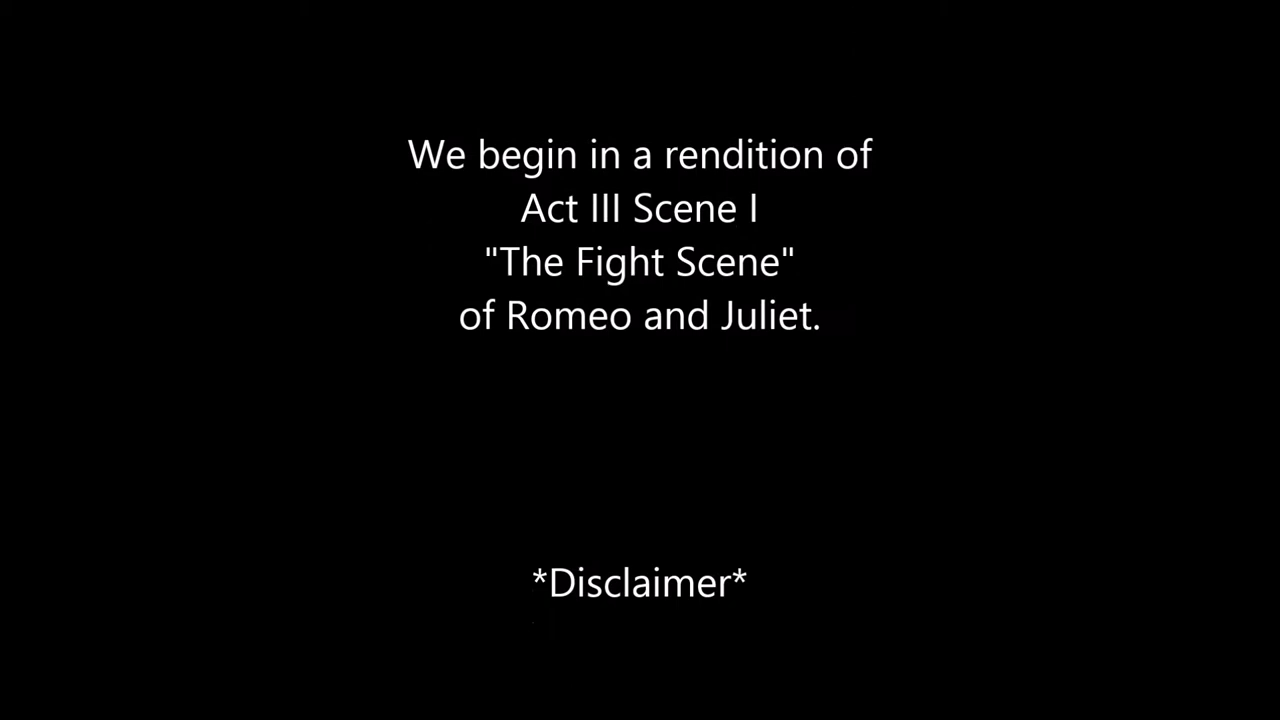 We begin in a rendition of
Act III Scene I
"The Fight Scene"
of Romeo and Juliet.
*Disclaimer*